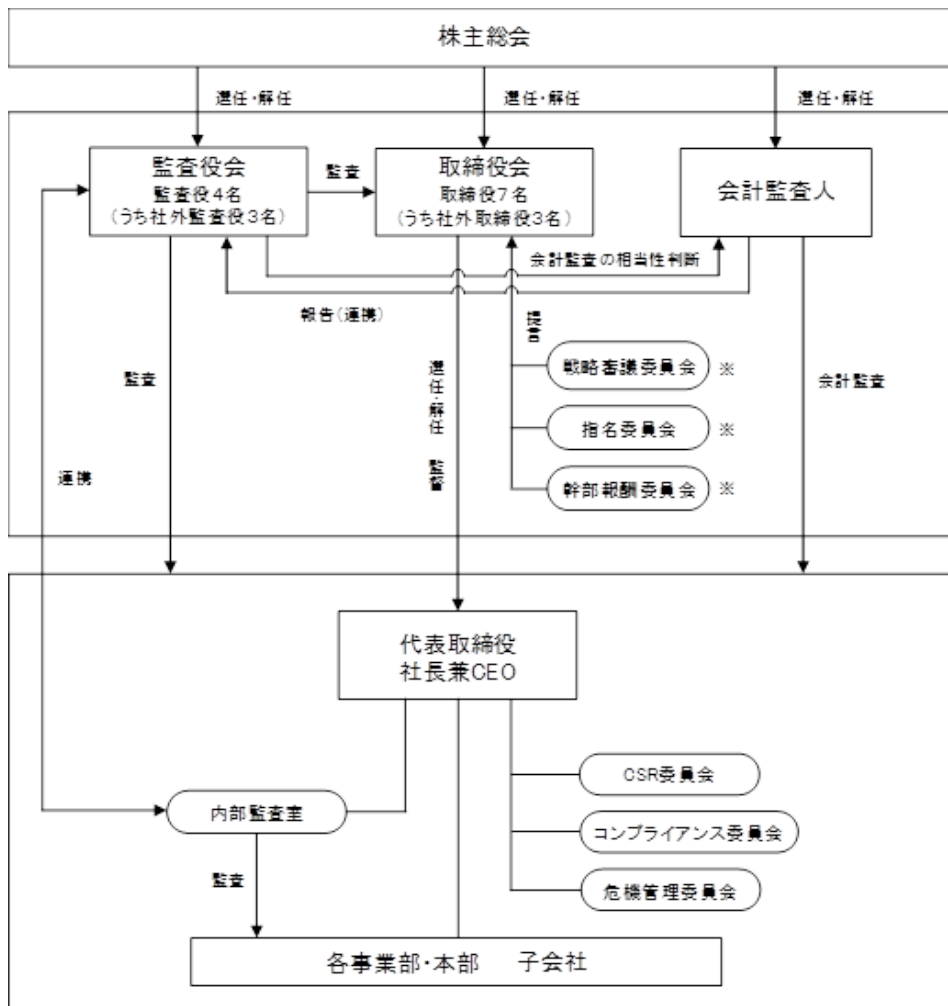 株主総会
選任・解任
選任・解任
選任・解任
監査役会
監査役4名
(うち社外監査役3名)
監査
取締役会
取締役7名
(うち社外取締役3名)
会計監査人
会計監査の相当性判断
報告(連携)
提言
戦略審議委員会 ※
指名委員会 ※
幹部報酬委員会 ※
監査
選任・解任 監督
会計監査
連携
代表取締役
社長兼CEO
CSR委員会
コンプライアンス委員会
危機管理委員会
内部監査室
監査
各事業部・本部 子会社